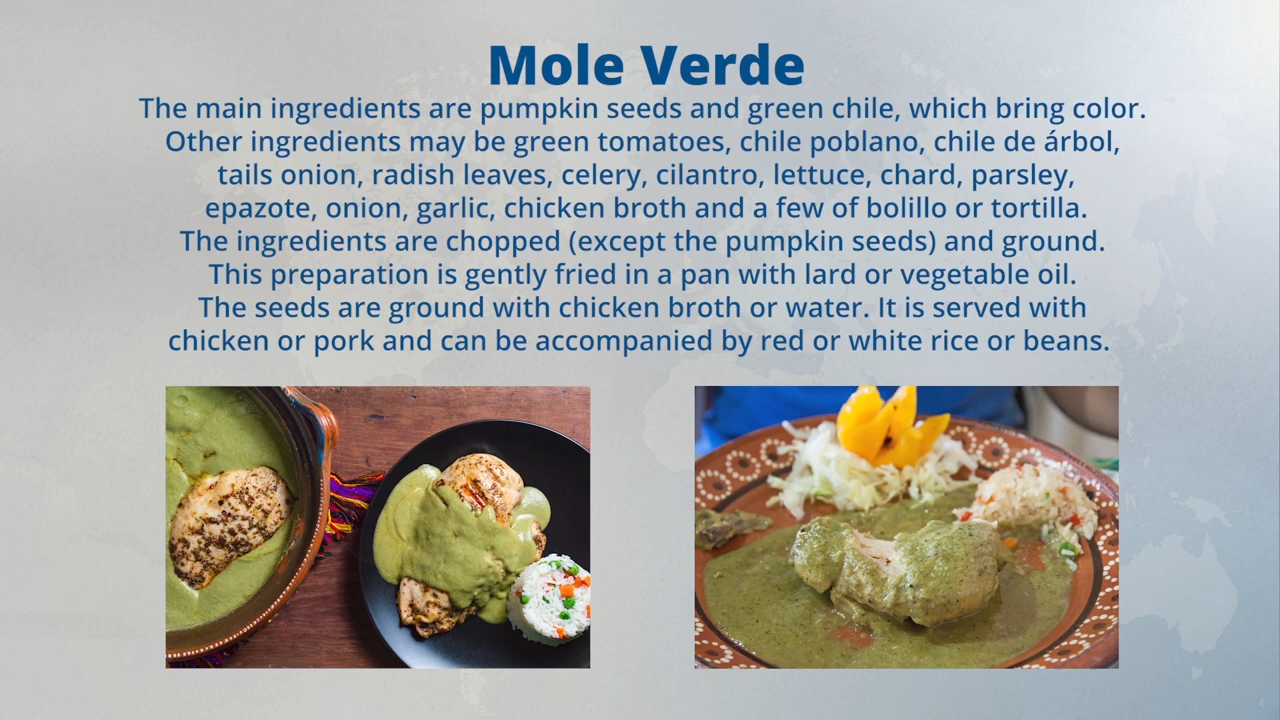 Mole Verde
The main ingredients are pumpkin seeds and green chile, which bring color.
Other ingredients may be green tomatoes, chile poblano, chile de árbol,
tails onion, radish leaves, celery, cilantro, lettuce, chard, parsley,
epazote, onion, garlic, chicken broth and a few of bolillo or tortilla.
The ingredients are chopped (except the pumpkin seeds) and ground.
This preparation is gently fried in a pan with lard or vegetable oil.
The seeds are ground with chicken broth or water. It is served with
chicken or pork and can be accompanied by red or white rice or beans.